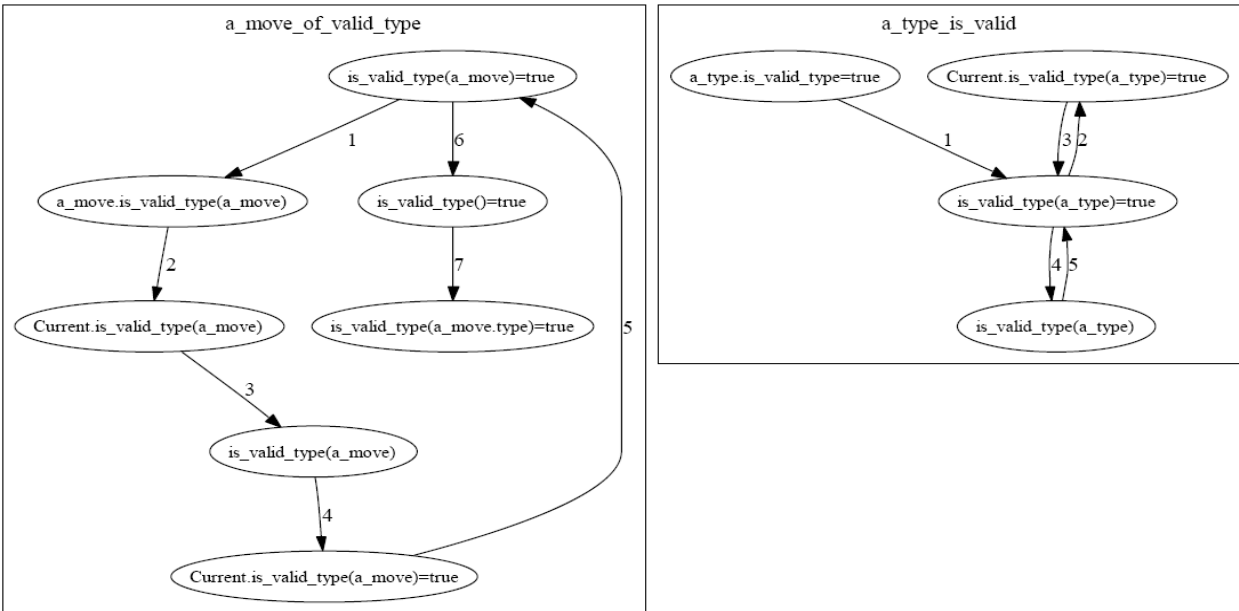 a_move_of_valid_type
is_valid_type(a_move)=true
1
6
a_move.is_valid_type(a_move)
is_valid_type()=true
2
7
Current.is_valid_type(a_move)
is_valid_type(a_move.type)=true
5
3
is_valid_type(a_move)
4
Current.is_valid_type(a_move)=true
a_type_is_valid
a_type.is_valid_type=true
Current.is_valid_type(a_type)=true
1
3
2
is_valid_type(a_type)=true
4
5
is_valid_type(a_type)